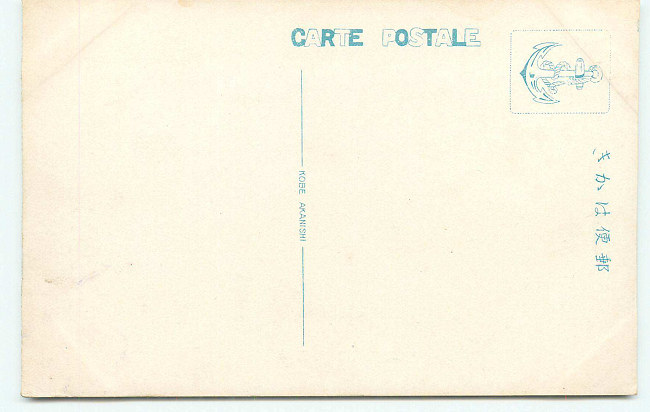 CARTE POSTALE
KOBE AKANISHI
郵便はかき